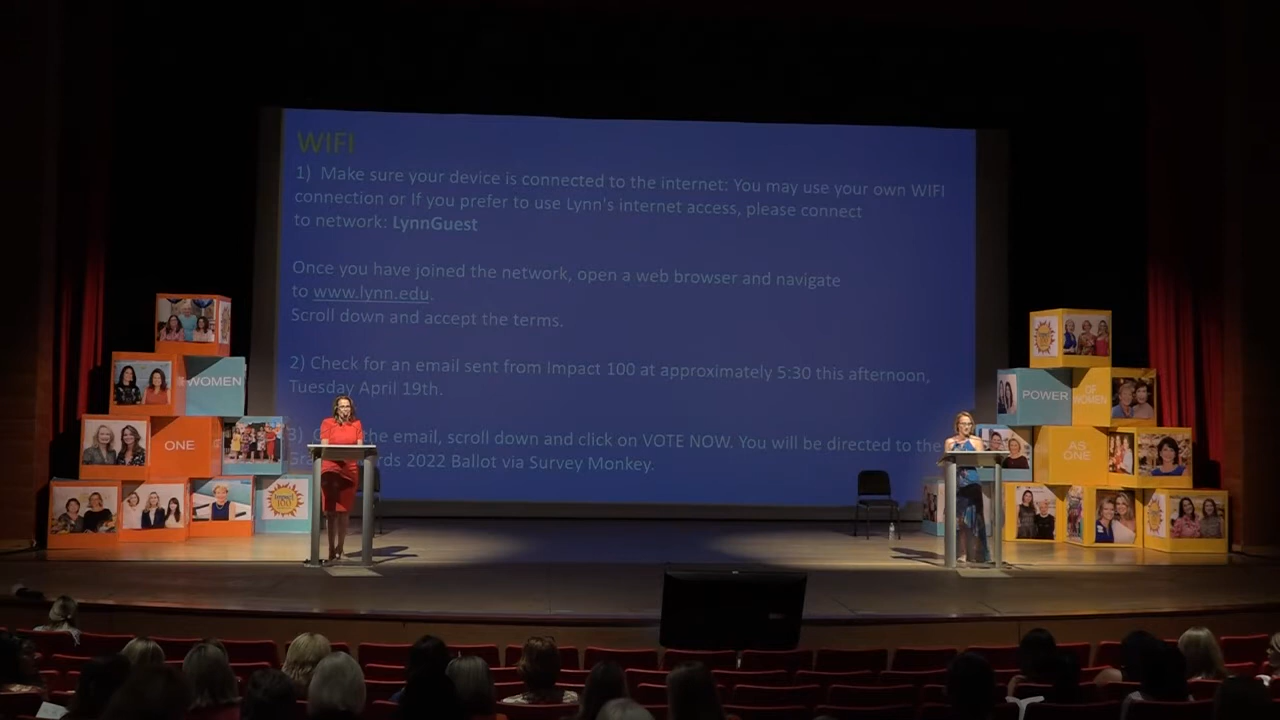 WIFI
1) Make sure your device is connected to the internet: You may use your own WIFI
connection or If you prefer to use Lynn's internet access, please connect
to network: LynnGuest
Once you have joined the network, open a web browser and navigate
to www.lynn.edu.
Scroll down and accept the terms.
2) Check for an email sent from Impact 100 at approximately 5:30 this afternoon,
Tuesday April 19th.
3) the email, scroll down and click on VOTE NOW. You will be directed to the
2022 Ballot via Survey Monkey.
WOMEN
ONE
Impact
100
POWER
OF
WOMEN
AS
ONE